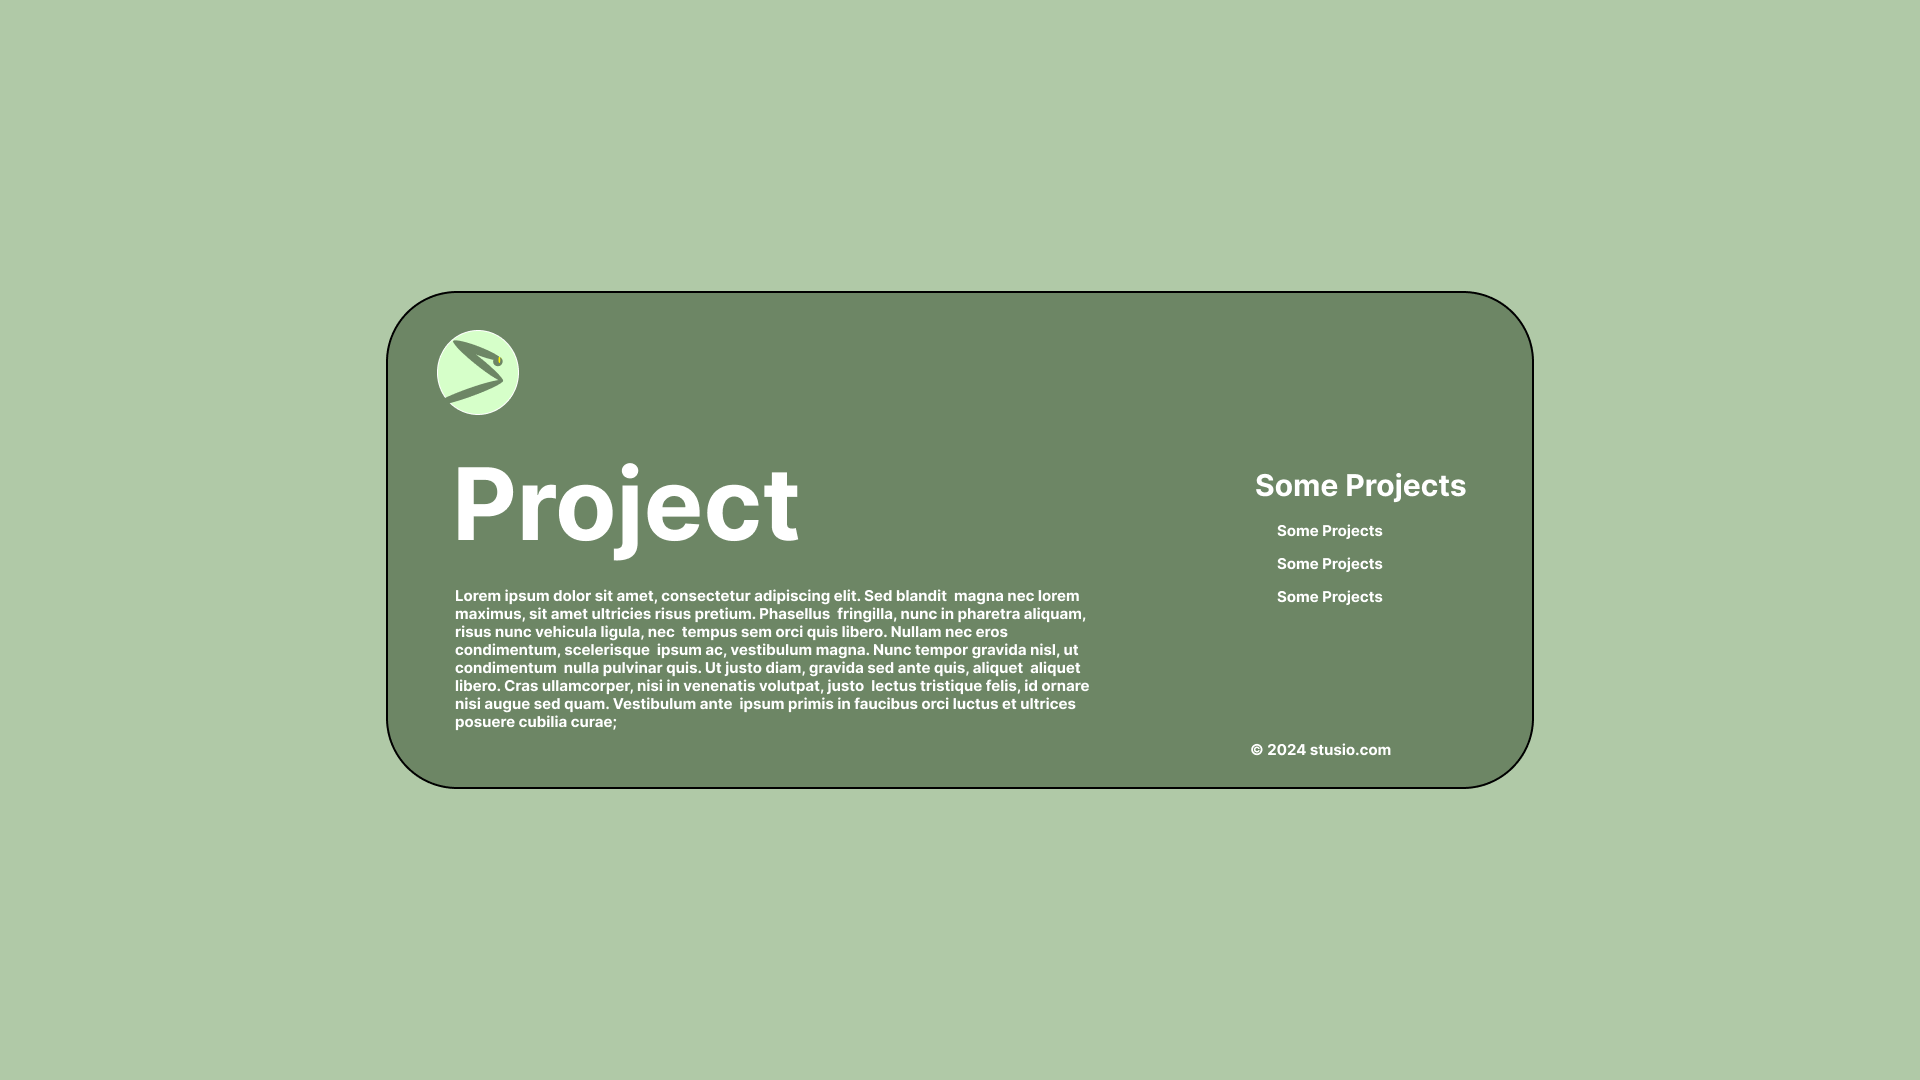 Project
Lorem ipsum dolor sit amet, consectetur adipiscing elit. Sed blandit  magna nec lorem
maximus, sit amet ultricies risus pretium. Phasellus  fringilla, nunc in pharetra aliquam,
risus nunc vehicula ligula, nec  tempus sem orci quis libero. Nullam nec eros
condimentum, scelerisque  ipsum ac, vestibulum magna. Nunc tempor gravida nisl, ut
condimentum  nulla pulvinar quis. Ut justo diam, gravida sed ante quis, aliquet  aliquet
libero. Cras ullamcorper, nisi in venenatis volutpat, justo  lectus tristique felis, id ornare
nisi augue sed quam. Vestibulum ante  ipsum primis in faucibus orci luctus et ultrices
posuere cubilia curae;
Some Projects
Some Projects
Some Projects
Some Projects
© 2024 stusio.com